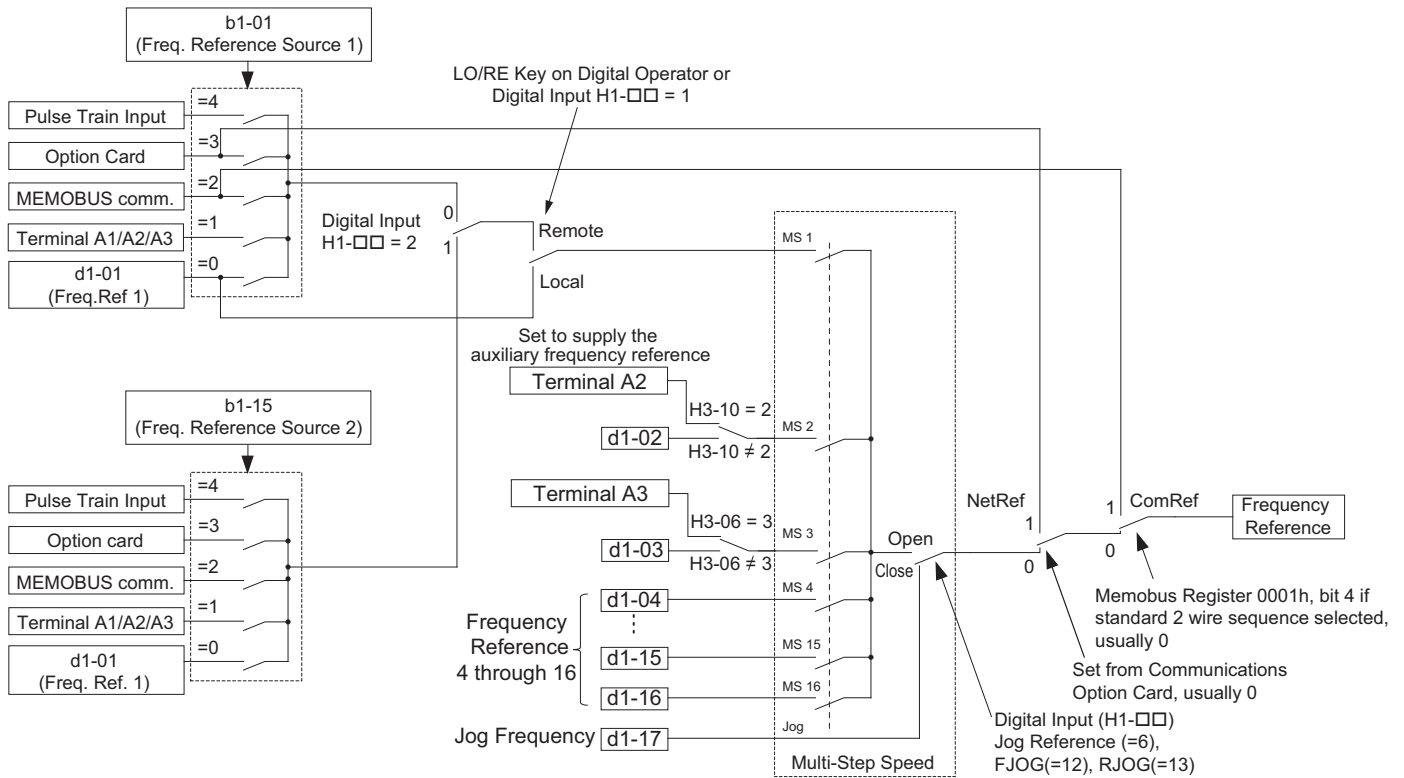 b1-01
(Freq. Reference Source 1)
LO/RE Key on Digital Operator or
Digital Input H1-□□ = 1
=4
Pulse Train Input
=3
Option Card
=2
MEMOBUS comm.
=1
Terminal A1/A2/A3
=0
d1-01
(Freq.Ref 1)
Digital Input
H1-□□ = 2
0
1
Remote
Local
Set to supply the
auxiliary frequency reference
Terminal A2
H3-10 = 2
d1-02
H3-10 ≠ 2
Terminal A3
H3-06 = 3
d1-03
H3-06 ≠ 3
Frequency
Reference
4 through 16
d1-04
d1-15
d1-16
Jog Frequency
d1-17
MS 1
MS 2
MS 3
MS 4
MS 15
MS 16
Jog
Multi-Step Speed
b1-15
(Freq. Reference Source 2)
=4
Pulse Train Input
=3
Option card
=2
MEMOBUS comm.
=1
Terminal A1/A2/A3
=0
d1-01
(Freq. Ref. 1)
Open
Close
NetRef
1
0
ComRef
1
0
Frequency
Reference
Memobus Register 0001h, bit 4 if
standard 2 wire sequence selected,
usually 0
Set from Communications
Option Card, usually 0
Digital Input (H1-□□)
Jog Reference (=6),
FJOG(=12), RJOG(=13)